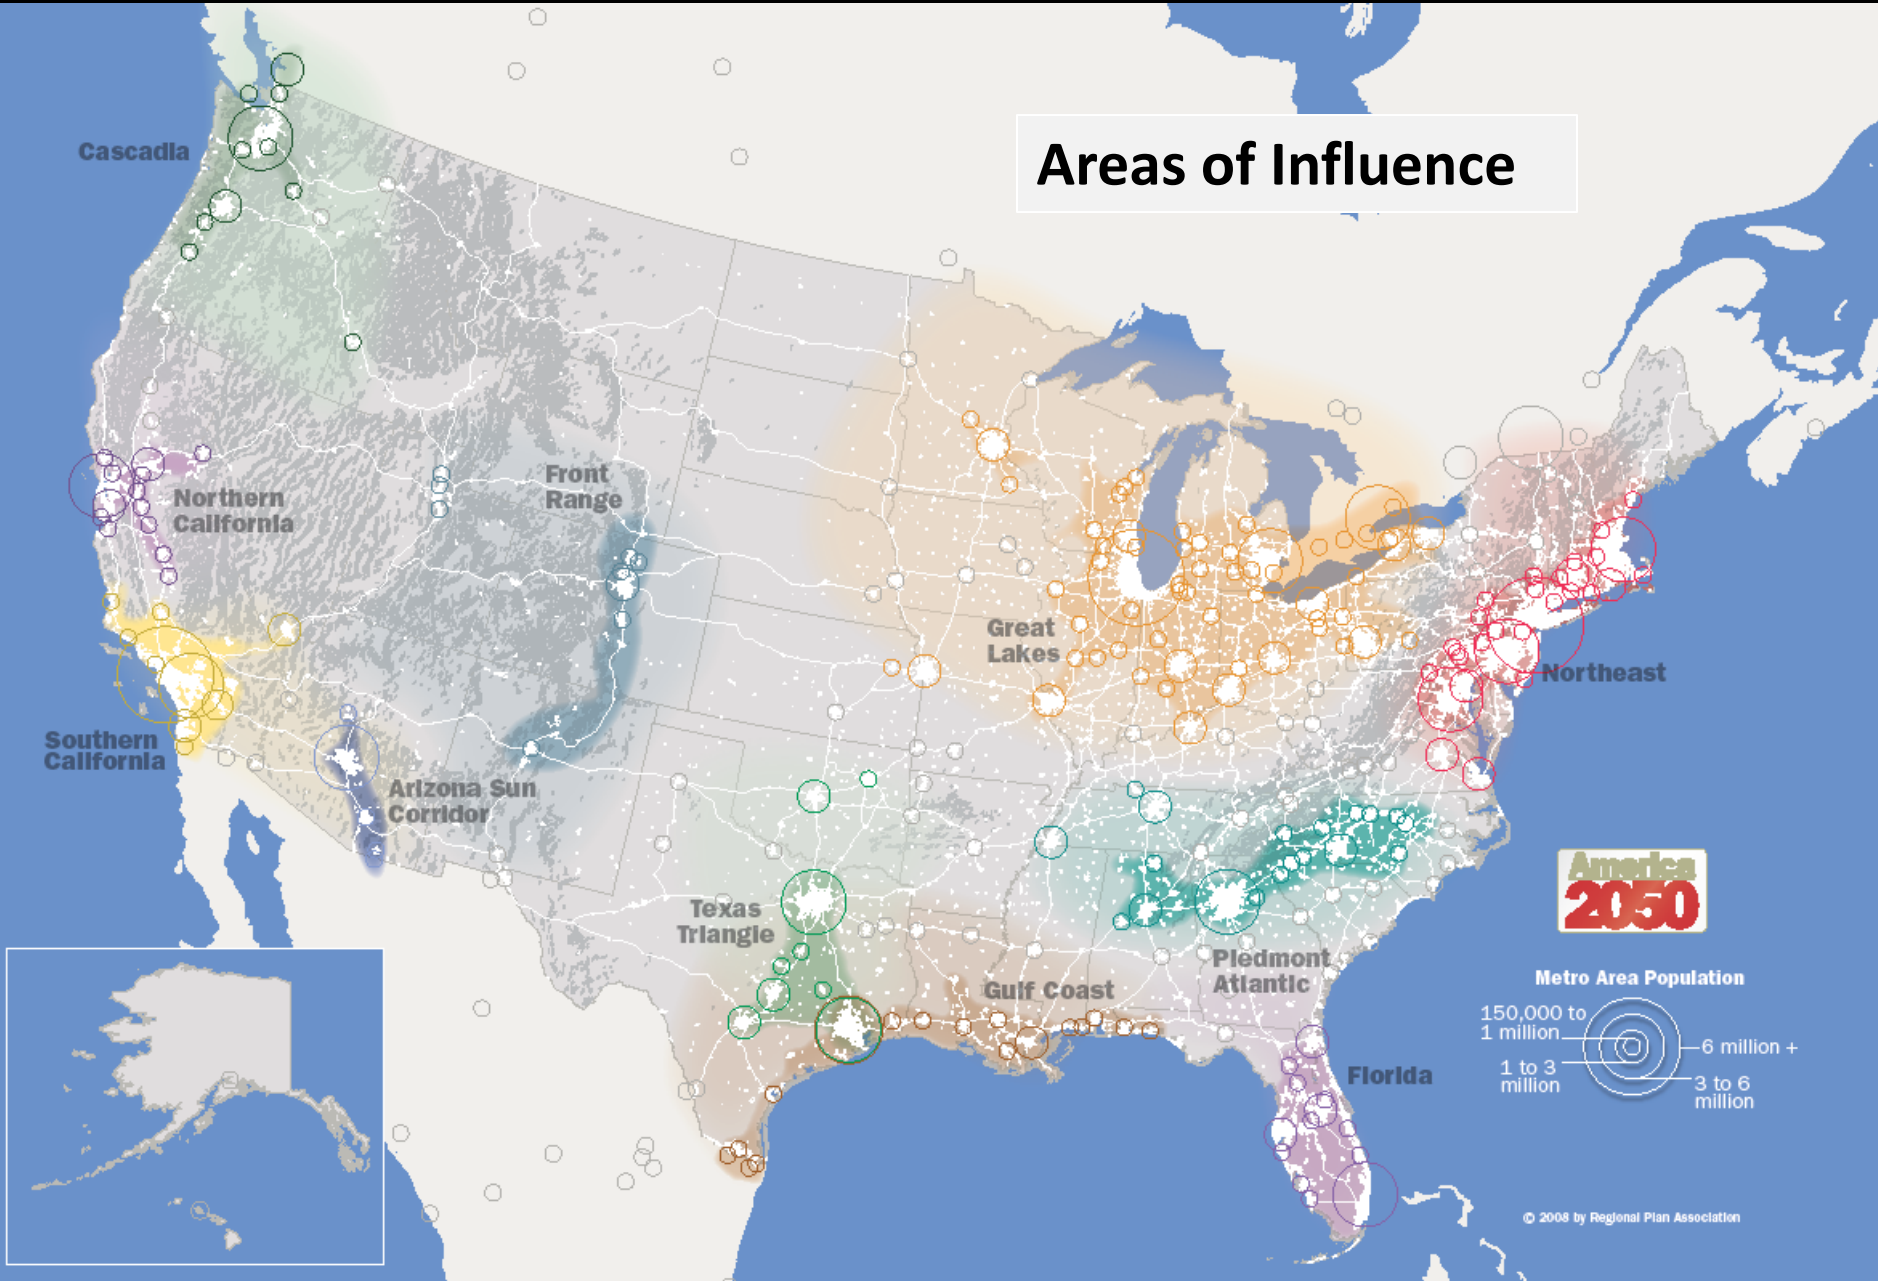 Areas of Influence
Cascadia
Front
Range
Northern
California
Great
Lakes
Northeast
Southern
California
Arizona Sun
Corridor
Texas
Triangle
Gulf Coast
Piedmont
Atlantic
Florida
America
2050
Metro Area Population
150,000 to
1 million
1 to 3
million
6 million +
3 to 6
million
© 2008 by Regional Plan Association